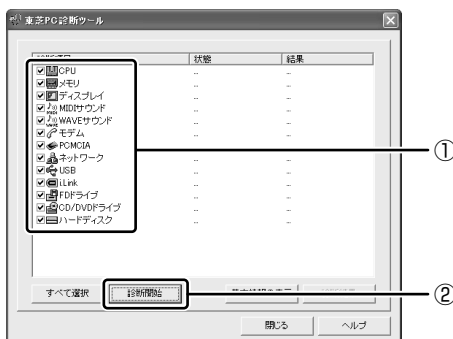 東芝PC診断ツール
状態 結果
CPU
メモリ
ディスプレイ
MIDIサウンド
WAVEサウンド
モデム
PCMCIA
ネットワーク
USB
iLink
FDドライブ
CD/DVDドライブ
ハードディスク
①
すべて選択 診断開始
②
閉じる ヘルプ